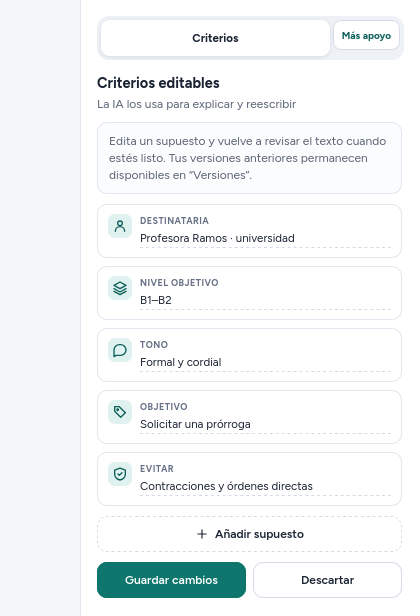 Criterios
Más apoyo
Criterios editables
La IA los usa para explicar y reescribir
Edita un supuesto y vuelve a revisar el texto cuando
estés listo. Tus versiones anteriores permanecen
disponibles en “Versiones”.
DESTINATARIA
Profesora Ramos · universidad
NIVEL OBJETIVO
B1–B2
TONO
Formal y cordial
OBJETIVO
Solicitar una prórroga
EVITAR
Contracciones y órdenes directas
+ Añadir supuesto
Guardar cambios
Descartar